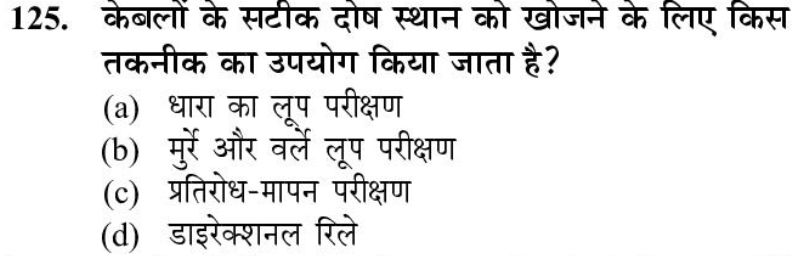 125. केबलों के सटीक दोष स्थान को खोजने के लिए किस
तकनीक का उपयोग किया जाता है?
(a) धारा का लूप परीक्षण
(b) मुर्रे और वर्ले लूप परीक्षण
(c) प्रतिरोध-मापन परीक्षण
(d) डाइरेक्शनल रिले